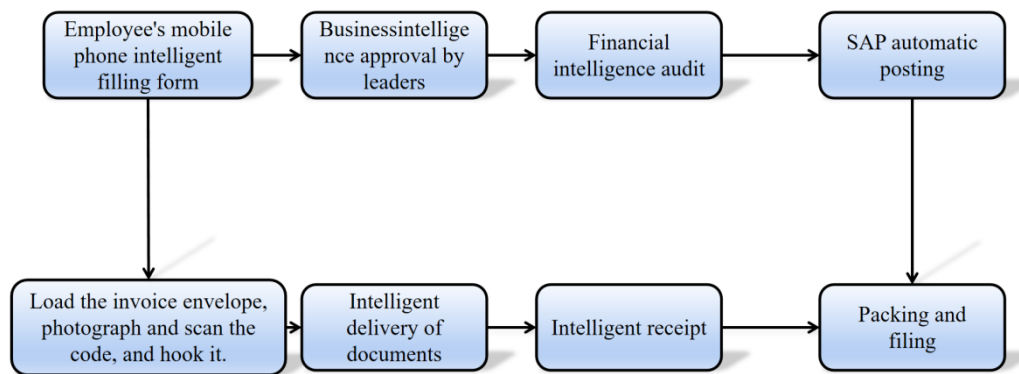 Employee's mobile
phone intelligent
filling form
Businessintellige
nce approval by
leaders
Financial
intelligence audit
SAP automatic
posting
Load the invoice envelope,
photograph and scan the
code, and hook it.
Intelligent
delivery of
documents
Intelligent receipt
Packing and
filing